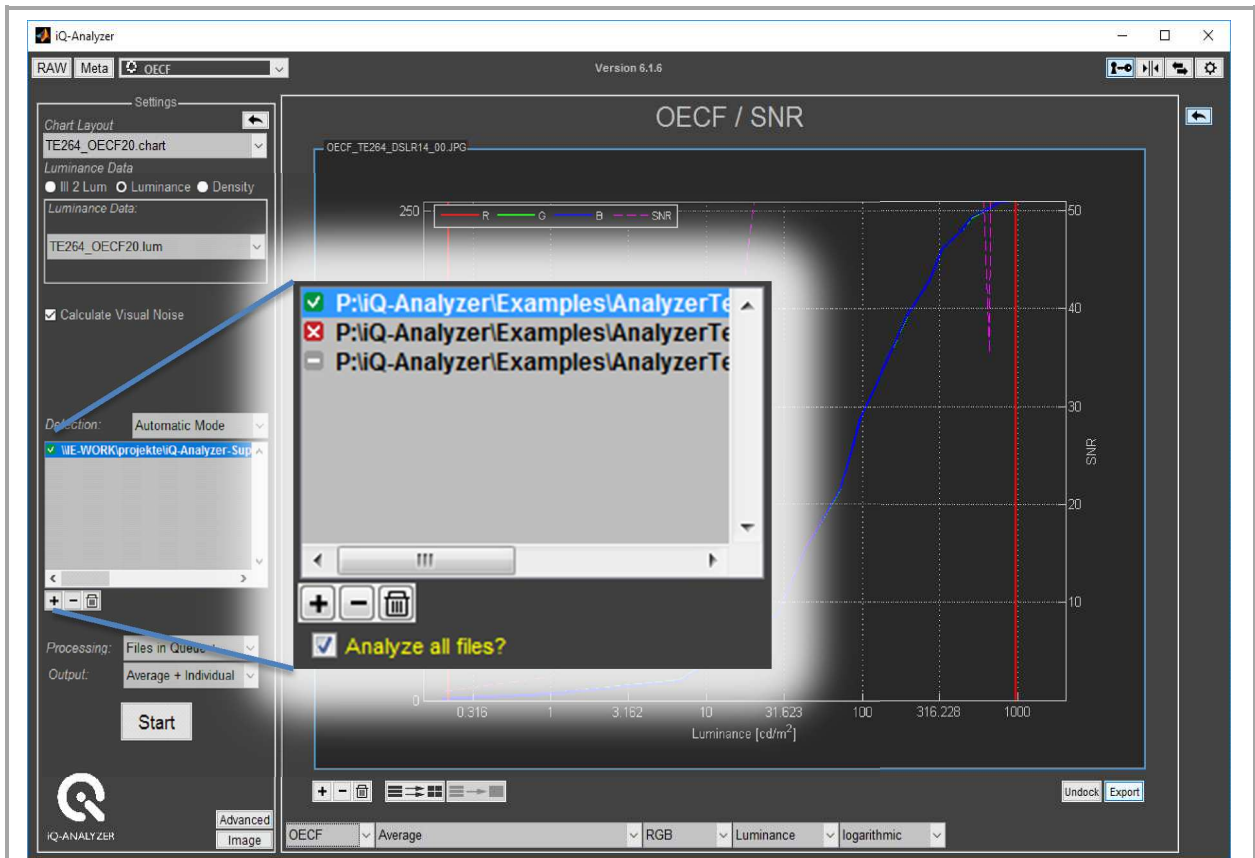 iQ-Analyzer
RAW Meta OECF
Version 6.1.6
Settings
Chart Layout
TE264_OECF20.chart
Luminance Data
Ill 2 Lum Luminance Density
Luminance Data:
TE264_OECF20.lum
Calculate Visual Noise
Detection: Automatic Mode
\\IE-WORK\projekte\iQ-Analyzer-Sup
Processing: Files in Queue
Output: Average + Individual
Start
iQ-ANALYZER
Advanced
Image
OECF / SNR
OECF_TE264_DSLR14_00.JPG
R G B SNR
250
0
50
40
30
20
10
SNR
0.316 1 3.162 10 31.623 100 316.228 1000
Luminance [cd/m²]
P:\iQ-Analyzer\Examples\AnalyzerTe
P:\iQ-Analyzer\Examples\AnalyzerTe
P:\iQ-Analyzer\Examples\AnalyzerTe
Analyze all files?
Undock Export
OECF Average RGB Luminance logarithmic